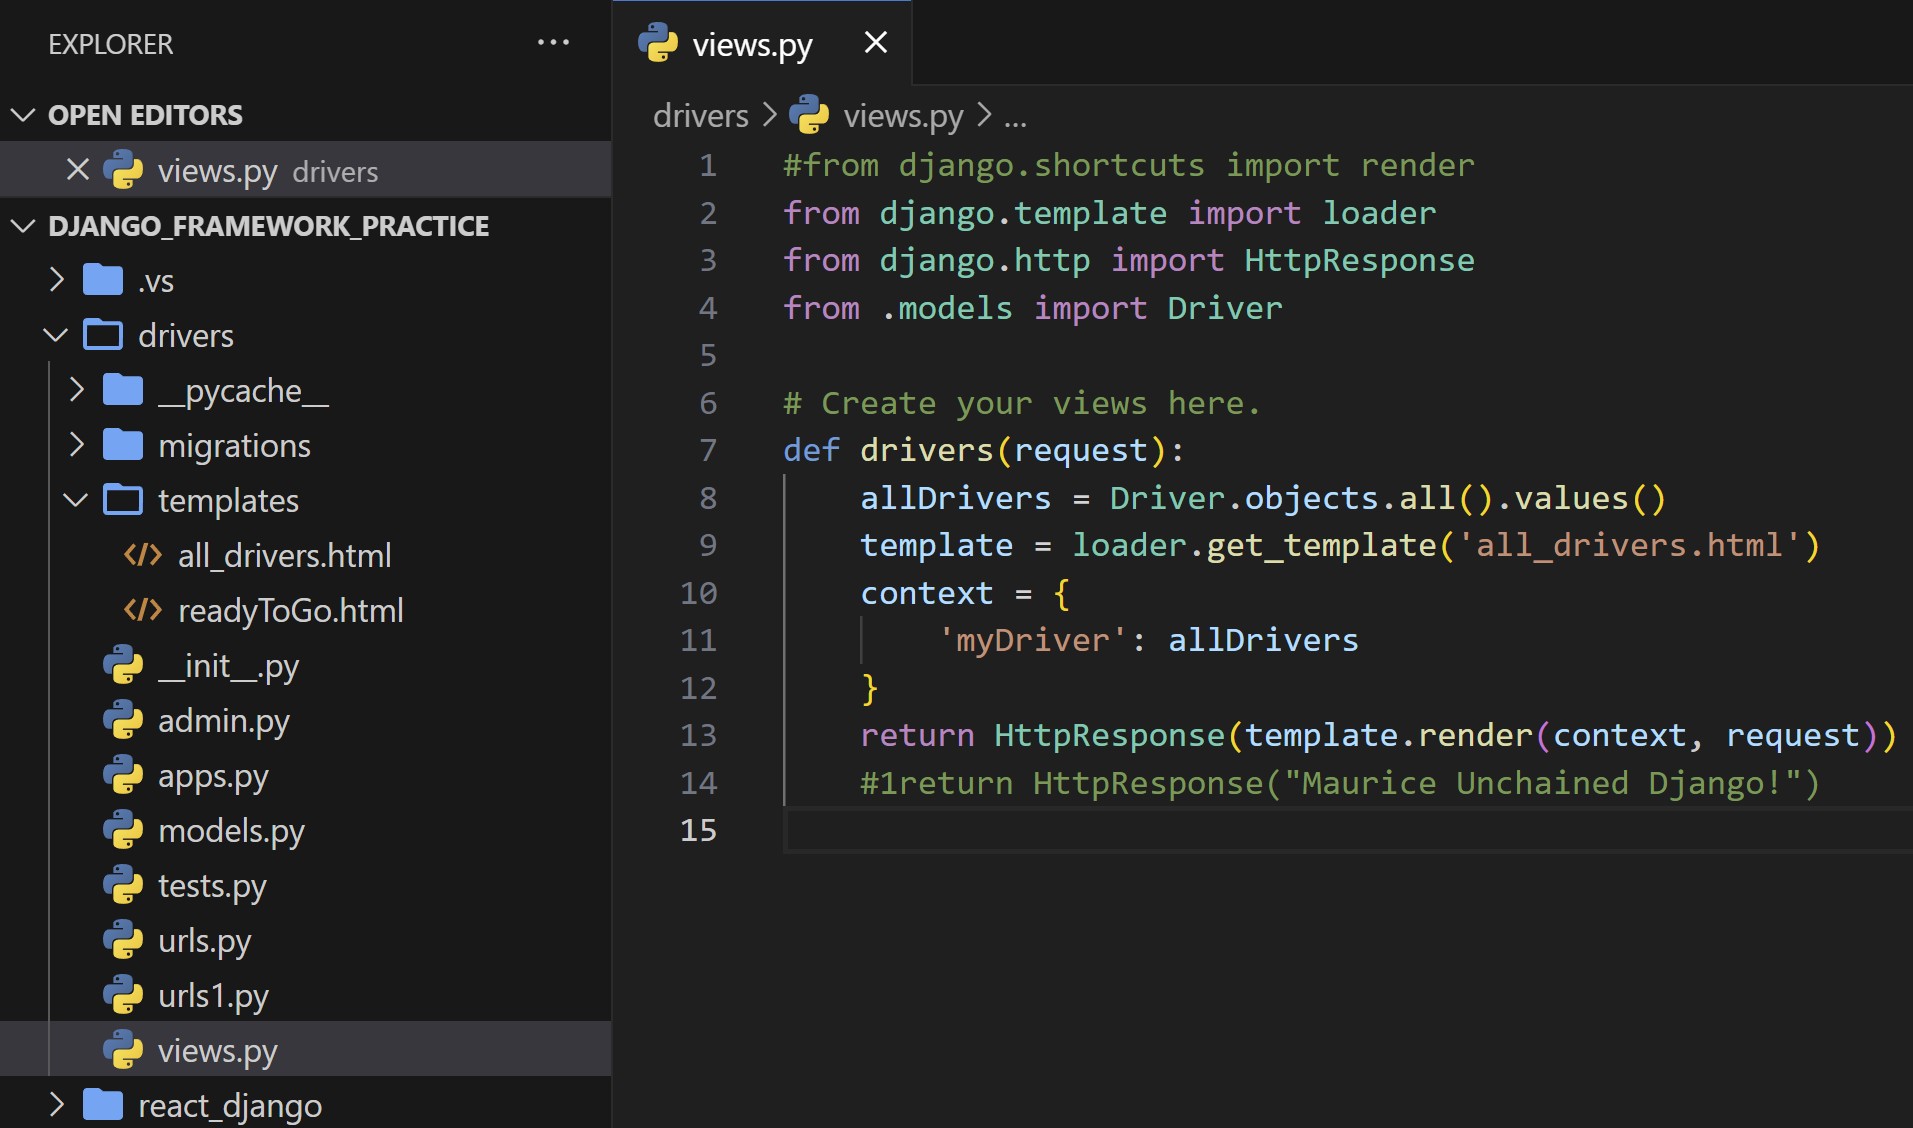 EXPLORER
OPEN EDITORS
views.py drivers
DJANGO_FRAMEWORK_PRACTICE
.vs
drivers
__pycache__
migrations
templates
all_drivers.html
readyToGo.html
__init__.py
admin.py
apps.py
models.py
tests.py
urls.py
urls1.py
views.py
react_django
views.py
drivers > views.py > ...
1 #from django.shortcuts import render
2 from django.template import loader
3 from django.http import HttpResponse
4 from .models import Driver
5
6 # Create your views here.
7 def drivers(request):
8     allDrivers = Driver.objects.all().values()
9     template = loader.get_template('all_drivers.html')
10     context = {
11         'myDriver': allDrivers
12     }
13     return HttpResponse(template.render(context, request))
14     #1return HttpResponse("Maurice Unchained Django!")
15